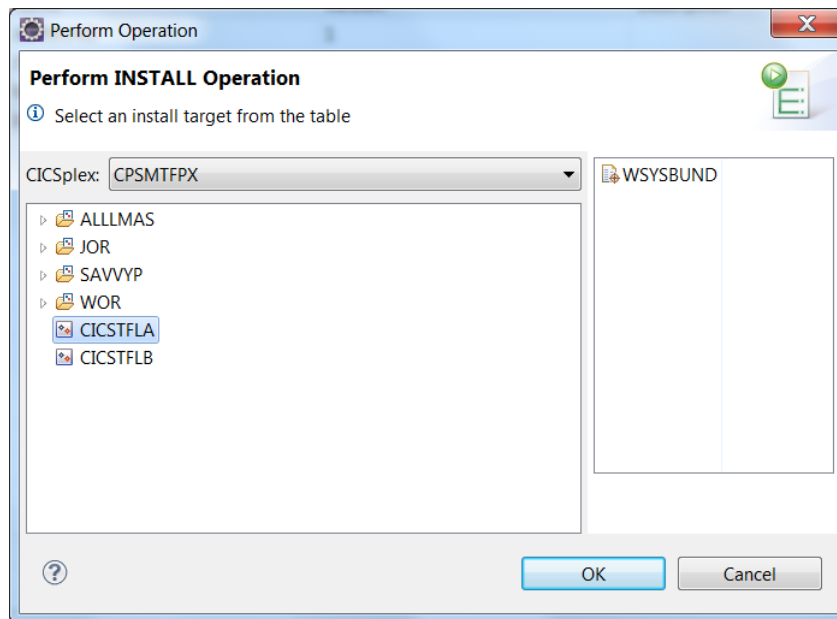 Perform Operation
Perform INSTALL Operation
Select an install target from the table
CICSplex: CPSMTFPX
WSYSBUND
ALLLMAS
JOR
SAVVYP
WOR
CICSTFLA
CICSTFLB
OK Cancel